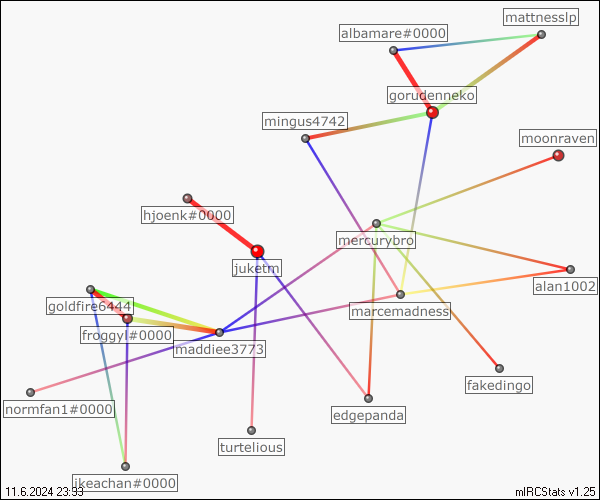 mattnesslp
albamare#0000
gorudenneko
mingus4742
moonraven
hjoenk#0000
mercurybro
juketm
alan1002
goldfire6444
marcemadness
froggyl#0000
maddiee3773
fakedingo
normfan1#0000
edgepanda
turtelious
ikeachan#0000
11.6.2024 23:93
mIRCStats v1.25